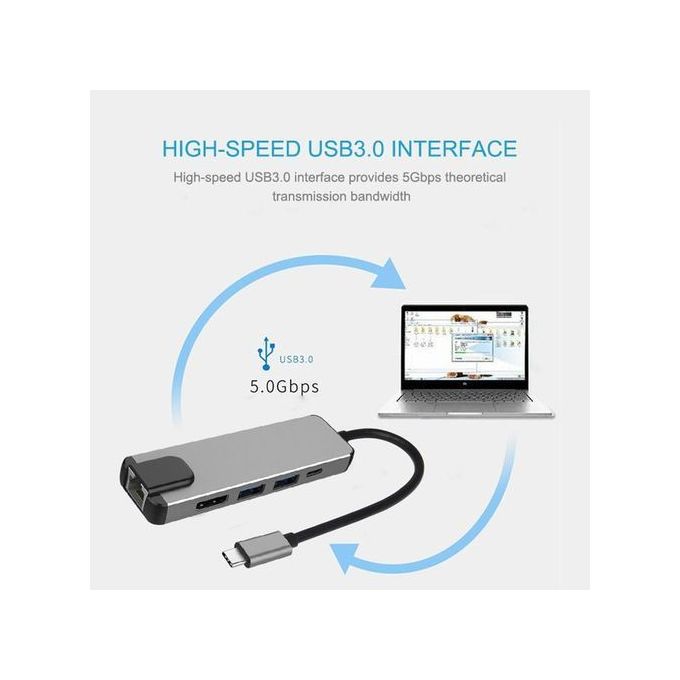 HIGH-SPEED USB3.0 INTERFACE
High-speed USB3.0 interface provides 5Gbps theoretical
transmission bandwidth
USB3.0
5.0Gbps